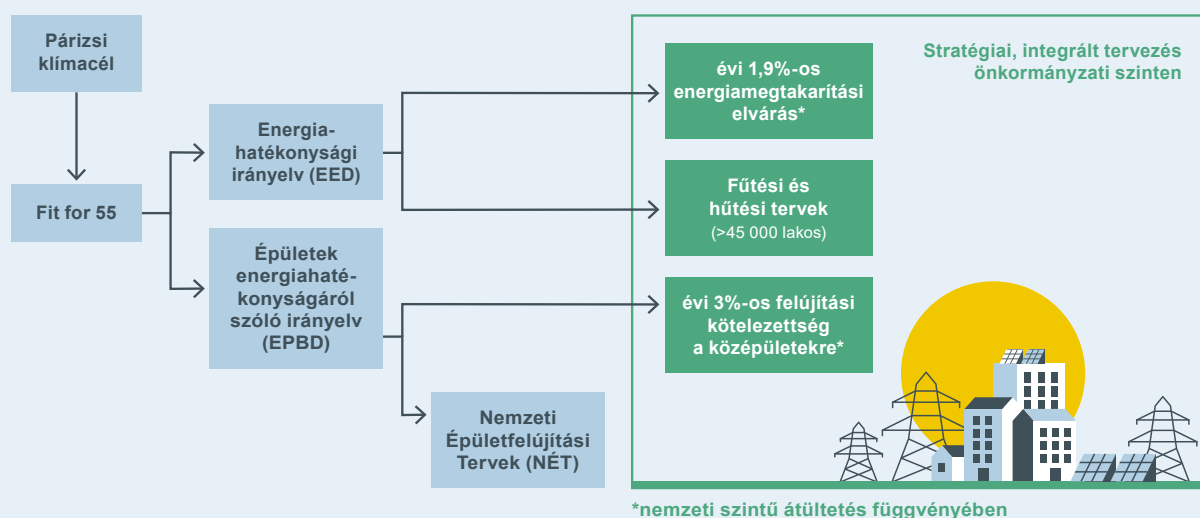 Párizsi
klímacél
Fit for 55
Energia-
hatékonysági
irányelv (EED)
Épületek
energiahaté-
konyságáról
szóló irányelv
(EPBD)
Nemzeti
Épületfelújítási
Tervek (NÉT)
évi 1,9%-os
energiamegtakarítási
elvárás*
Fűtési és
hűtési tervek
(>45 000 lakos)
évi 3%-os felújítási
kötelezettség
a középületekre*
Stratégiai, integrált tervezés
önkormányzati szinten
*nemzeti szintű átültetés függvényében